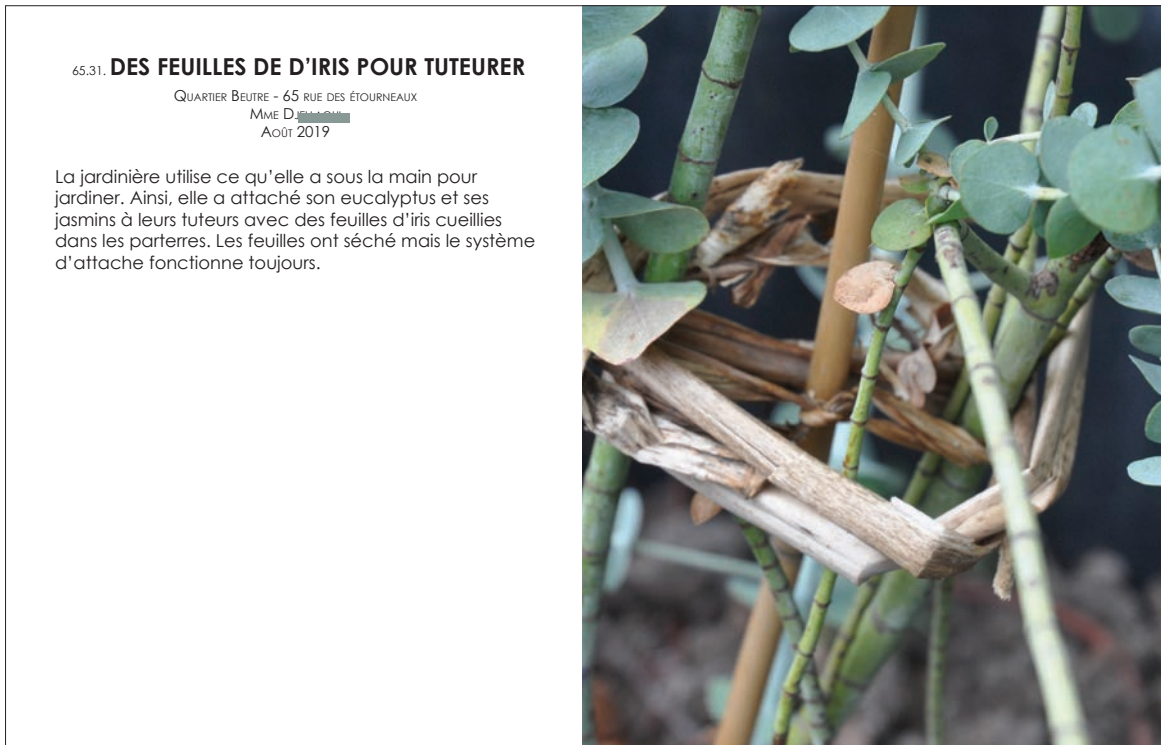 65.31. DES FEUILLES DE D'IRIS POUR TUTEURER
QUARTIER BEUTRE - 65 RUE DES ÉTOURNEAUX
MME
AOÛT 2019
La jardinière utilise ce qu'elle a sous la main pour
jardiner. Ainsi, elle a attaché son eucalyptus et ses
jasmins à leurs tuteurs avec des feuilles d'iris cueillies
dans les parterres. Les feuilles ont séché mais le système
d'attache fonctionne toujours.